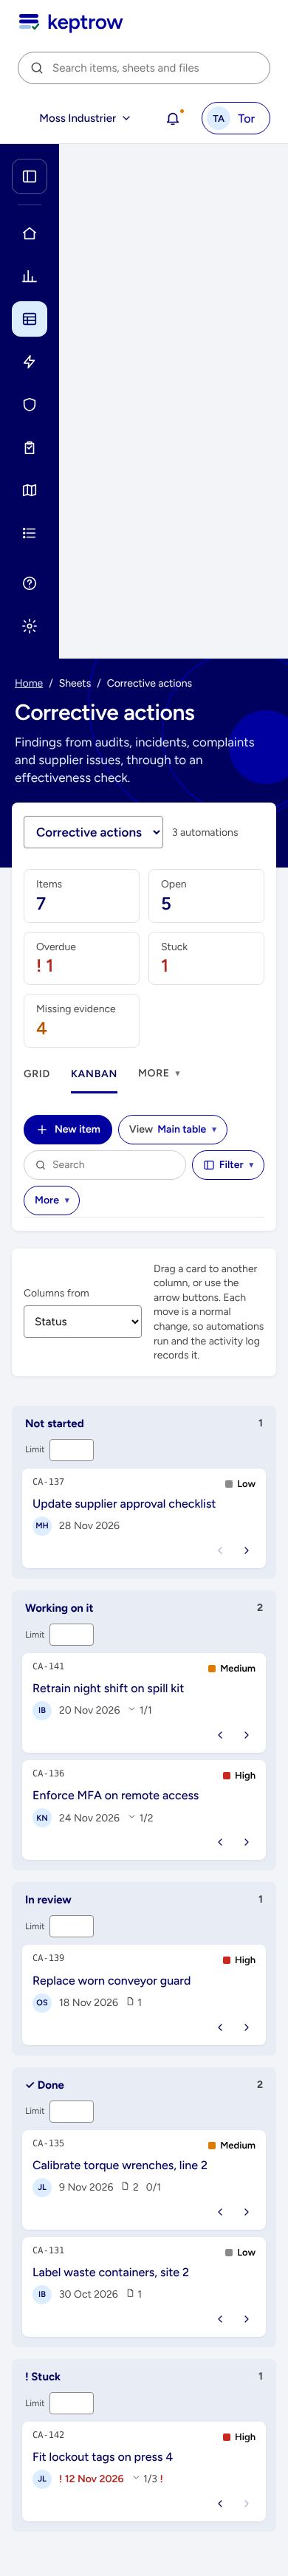 keptrow
Search items, sheets and files
Moss Industrier
TA Tor
Home / Sheets / Corrective actions
Corrective actions
Findings from audits, incidents, complaints
and supplier issues, through to an
effectiveness check.
Corrective actions 3 automations
Items
7
Open
5
Overdue
! 1
Stuck
1
Missing evidence
4
GRID KANBAN MORE ▾
+ New item View Main table ▾
Search Filter ▾
More ▾
Columns from
Status
Drag a card to another
column, or use the
arrow buttons. Each
move is a normal
change, so automations
run and the activity log
records it.
Not started 1
Limit
CA-137 Low
Update supplier approval checklist
MH 28 Nov 2026
Working on it 2
Limit
CA-141 Medium
Retrain night shift on spill kit
IB 20 Nov 2026 1/1
CA-136 High
Enforce MFA on remote access
KN 24 Nov 2026 1/2
In review 1
Limit
CA-139 High
Replace worn conveyor guard
OS 18 Nov 2026 1
✓ Done 2
Limit
CA-135 Medium
Calibrate torque wrenches, line 2
JL 9 Nov 2026 2 0/1
CA-131 Low
Label waste containers, site 2
IB 30 Oct 2026 1
! Stuck 1
Limit
CA-142 High
Fit lockout tags on press 4
JL ! 12 Nov 2026 1/3 !